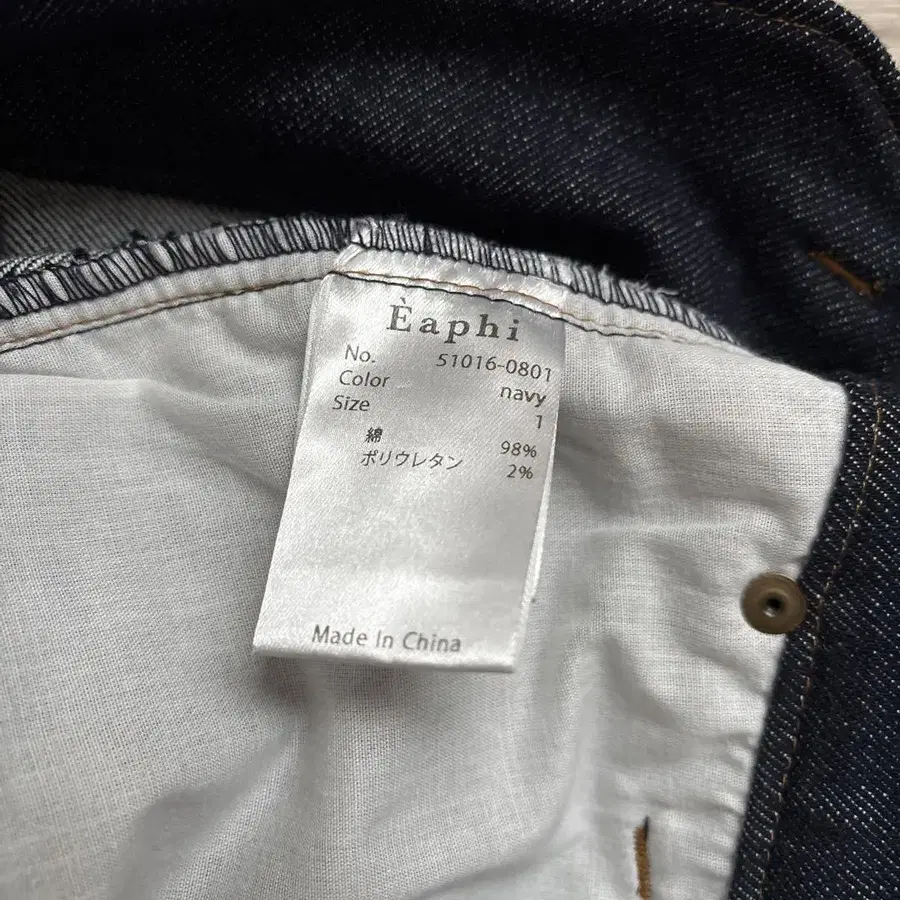 Èaphi
No. 51016-0801
Color navy
Size 1
綿 98%
ポリウレタン 2%
Made In China